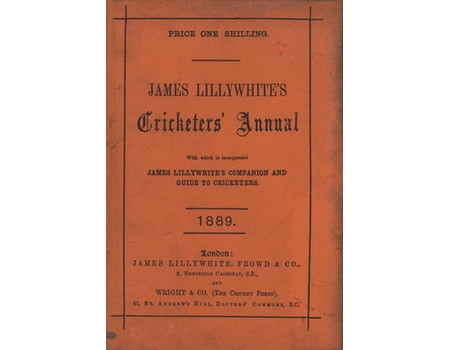 PRICE ONE SHILLING.
JAMES LILLYWHITE'S
Cricketers' Annual
With which is incorporated
JAMES LILLYWHITE'S COMPANION AND
GUIDE TO CRICKETERS.
1889.
London:
JAMES LILLYWHITE, FROWD & CO.,
2, NEWINGTON CAUSEWAY, S.E.,
AND
WRIGHT & CO. (THE CRICKET PRESS),
41, ST. ANDREW'S HILL, DOCTORS' COMMONS, E.C.